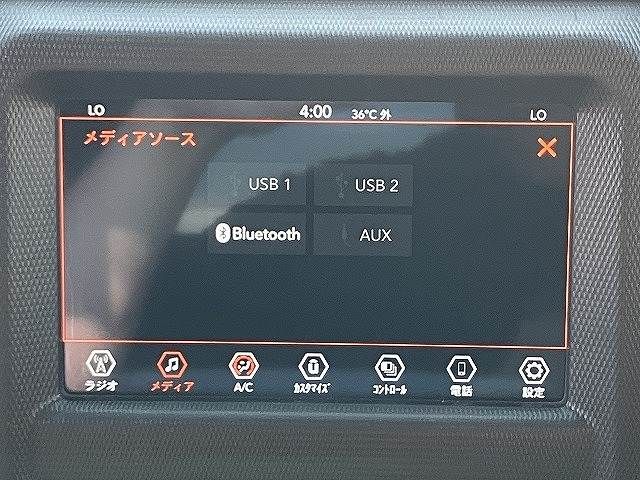 LO 4:00 36°C 外 LO
メディアソース
USB 1 USB 2
Bluetooth AUX
ラジオ メディア A/C カスタマイズ コントロール 電話 設定